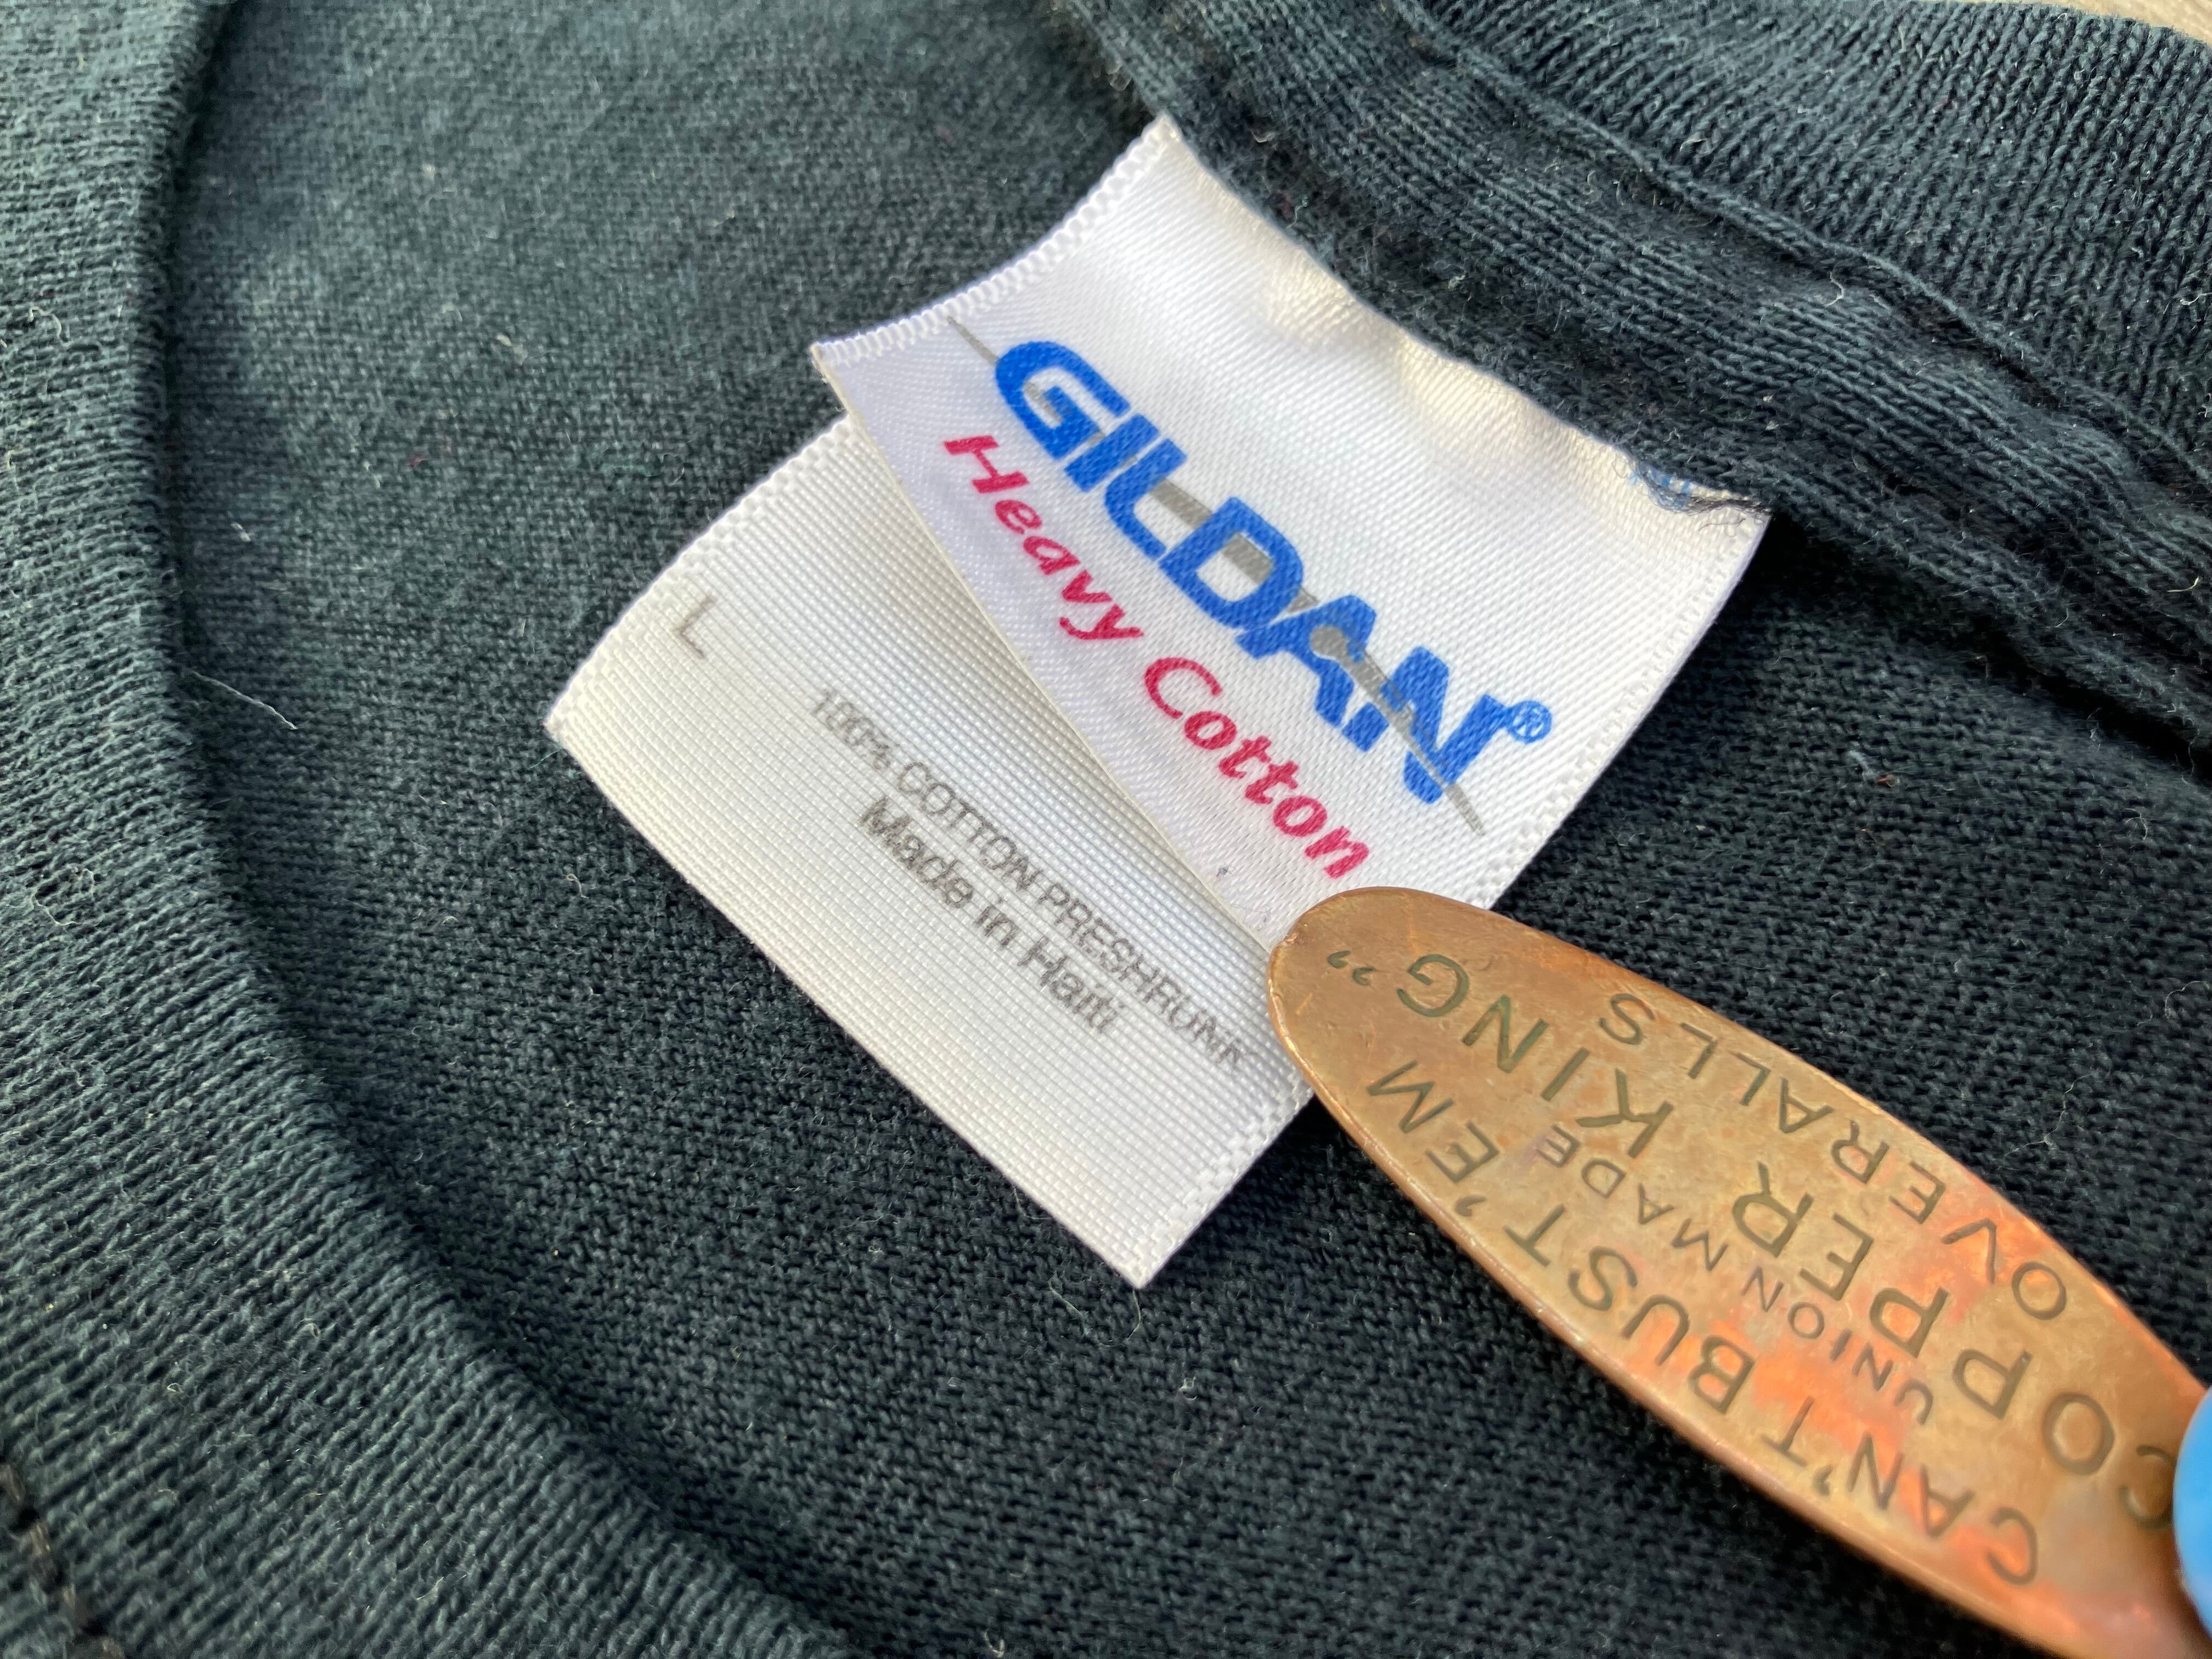 GILDAN®
Heavy Cotton
L
100% COTTON PRESHRUNK
Made in Haiti
CAN'T BUST'EM
UNION MADE
COPPER KING"
OVERALLS